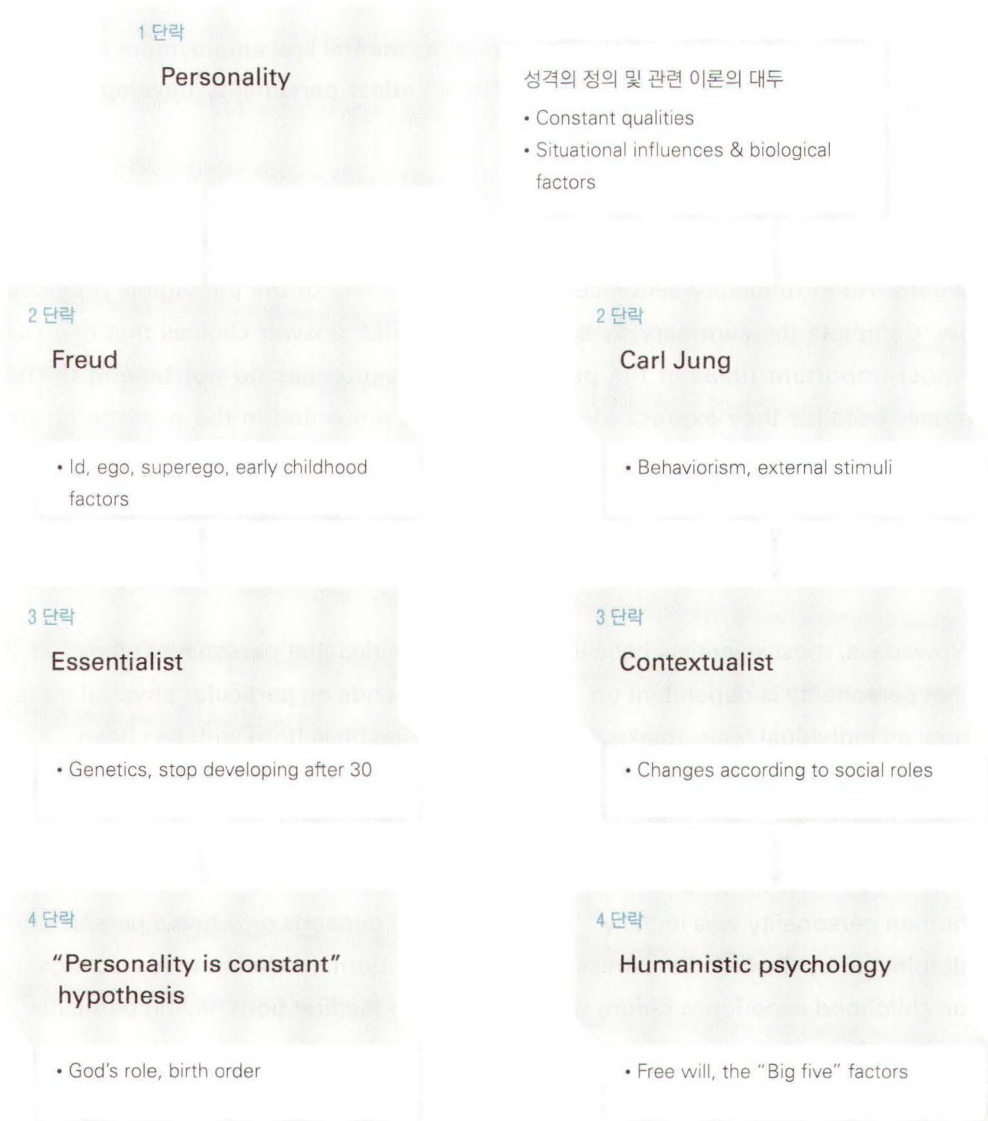 1 단락
Personality
성격의 정의 및 관련 이론의 대두
• Constant qualities
• Situational influences & biological
factors
2 단락
Freud
• Id, ego, superego, early childhood
factors
2 단락
Carl Jung
• Behaviorism, external stimuli
3 단락
Essentialist
• Genetics, stop developing after 30
3 단락
Contextualist
• Changes according to social roles
4 단락
"Personality is constant"
hypothesis
• God's role, birth order
4 단락
Humanistic psychology
• Free will, the "Big five" factors